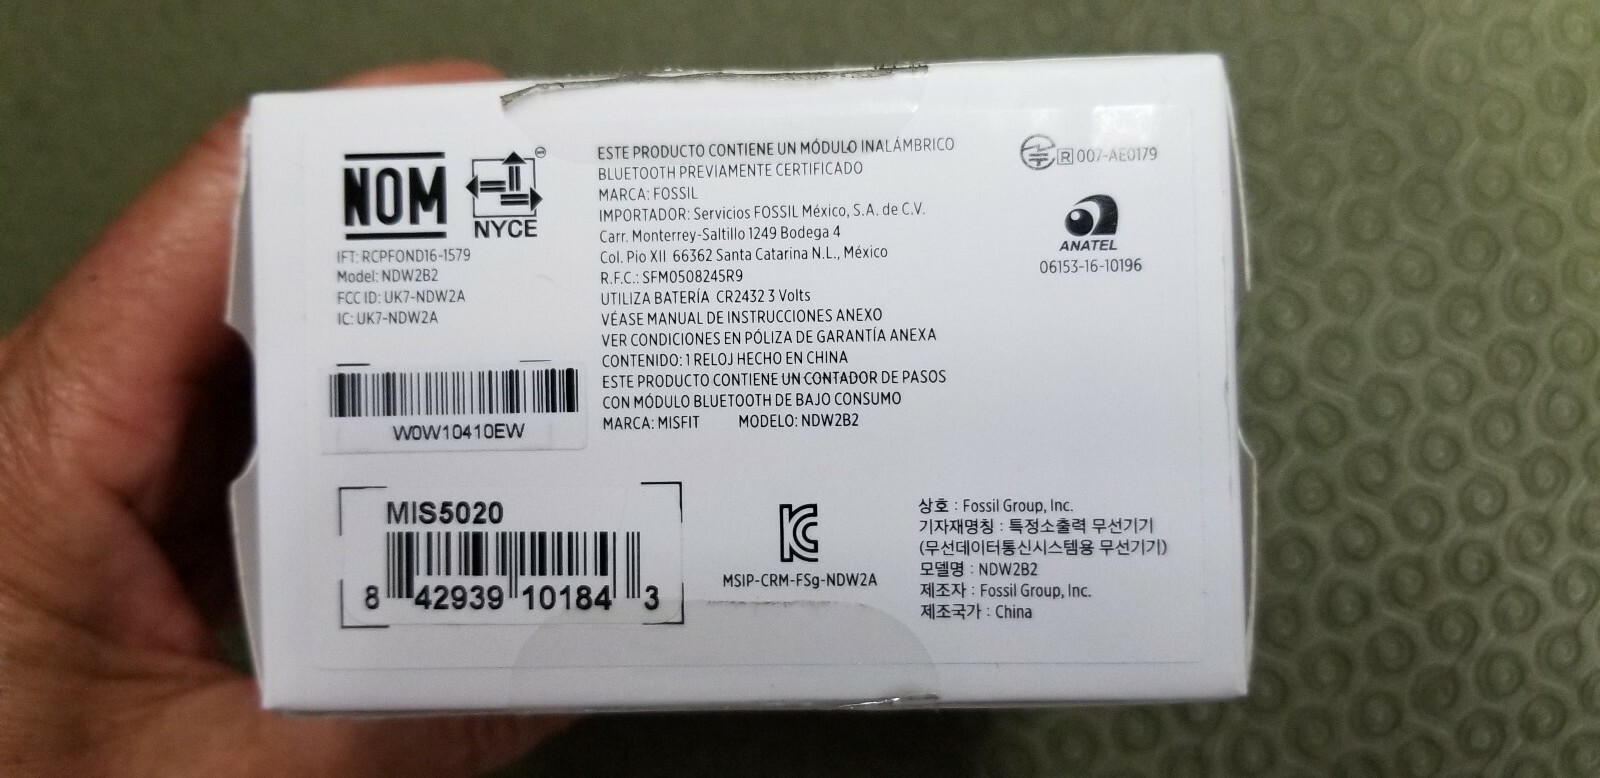 NOM
NYCE
IFT: RCPFOND16-1579
Model: NDW2B2
FCC ID: UK7-NDW2A
IC: UK7-NDW2A
W0W10410EW
MIS5020
8 42939 10184 3
ESTE PRODUCTO CONTIENE UN MÓDULO INALÁMBRICO
BLUETOOTH PREVIAMENTE CERTIFICADO
MARCA: FOSSIL
IMPORTADOR: Servicios FOSSIL México, S.A. de C.V.
Carr. Monterrey-Saltillo 1249 Bodega 4
Col. Pio XII 66362 Santa Catarina N.L., México
R.F.C.: SFM0508245R9
UTILIZA BATERÍA CR2432 3 Volts
VÉASE MANUAL DE INSTRUCCIONES ANEXO
VER CONDICIONES EN PÓLIZA DE GARANTÍA ANEXA
CONTENIDO: 1 RELOJ HECHO EN CHINA
ESTE PRODUCTO CONTIENE UN CONTADOR DE PASOS
CON MÓDULO BLUETOOTH DE BAJO CONSUMO
MARCA: MISFIT MODELO: NDW2B2
R 007-AE0179
ANATEL
06153-16-10196
MSIP-CRM-FSg-NDW2A
상호 : Fossil Group, Inc.
기자재명칭 : 특정소출력 무선기기
(무선데이터통신시스템용 무선기기)
모델명 : NDW2B2
제조자 : Fossil Group, Inc.
제조국가 : China